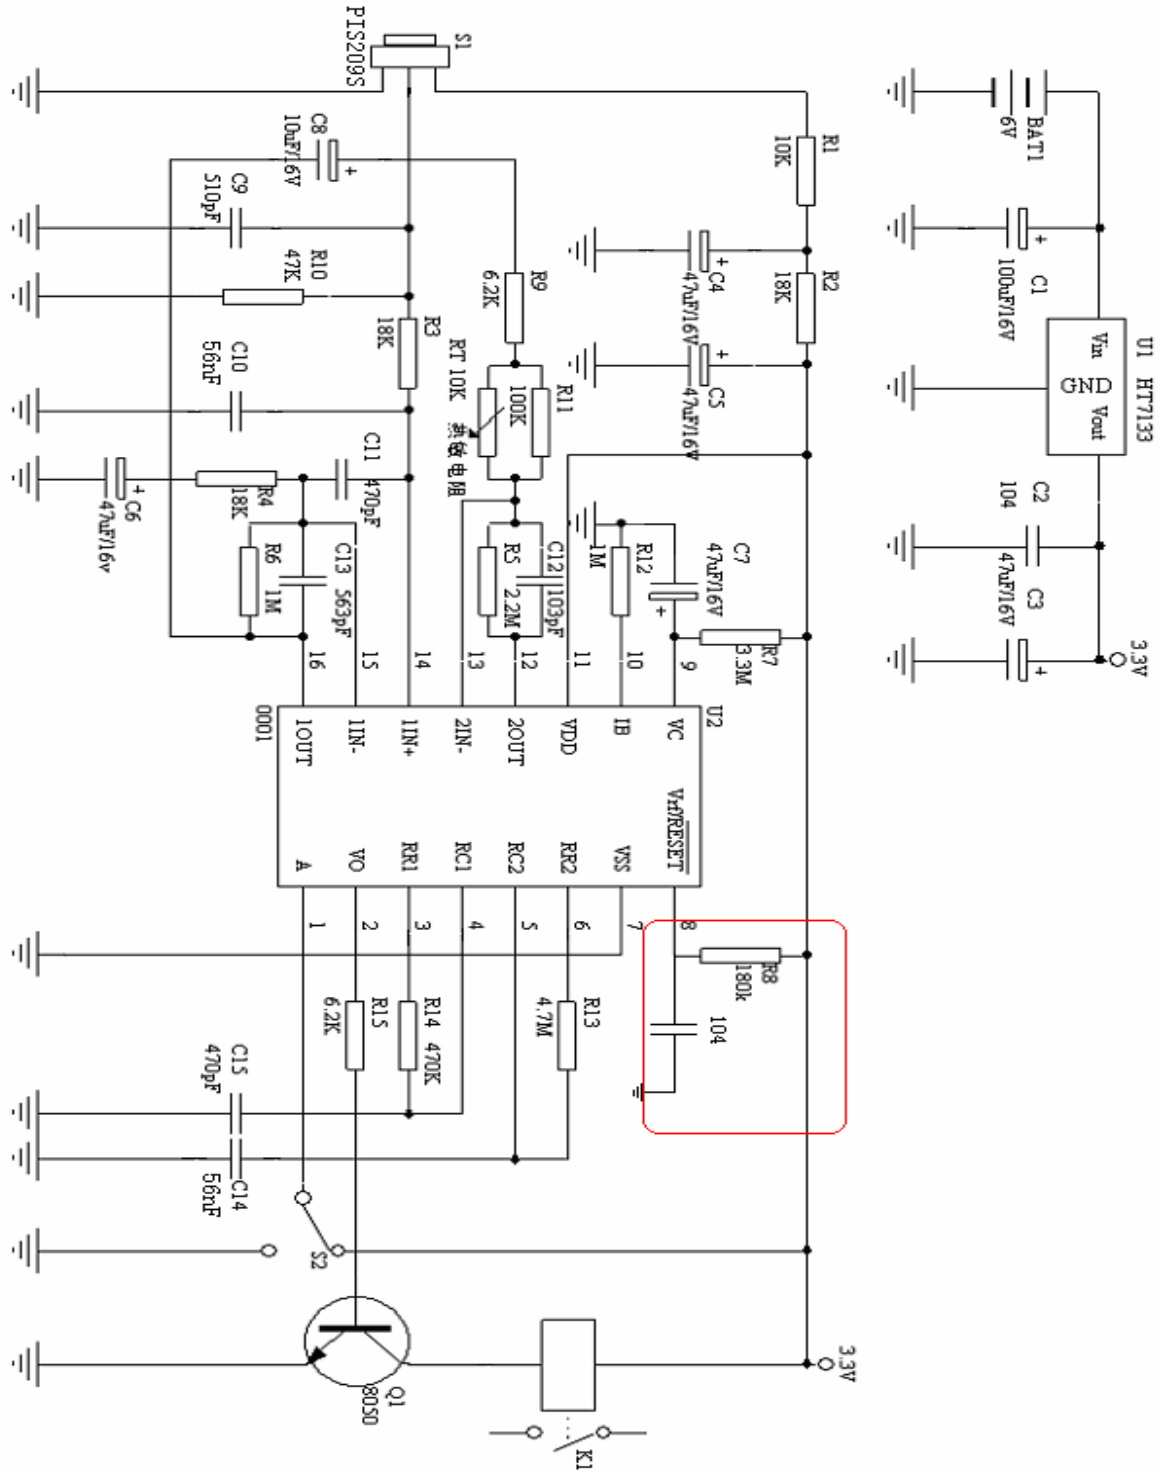 U1 HT7133
Vin
GND
Vout
BAT1
6V
C1
100uF/16V
C2
104
C3
47uF/16V
3.3V
S1
PIS209S
R1
10K
R2
18K
C4
47uF/16V
C5
47uF/16V
3.3V
C7
47uF/16V
R7
3.3M
R8
180k
104
R12
1M
R9
6.2K
R11
100K
RT 10K
热敏电阻
C12
103pF
R5
2.2M
C8
10uF/16V
R3
18K
C9
510pF
R10
47K
C10
56nF
C11
470pF
R4
18K
C6
47uF/16v
C13
563pF
R6
1M
U2
0001
9
VC
10
IB
11
VDD
12
2OUT
13
2IN-
14
1IN+
15
1IN-
16
1OUT
Vrf/RESET
8
VSS
7
RR2
6
RC2
5
RC1
4
RR1
3
VO
2
A
1
R13
4.7M
R14
470K
R15
6.2K
C15
470pF
C14
56nF
S2
Q1
8050
K1